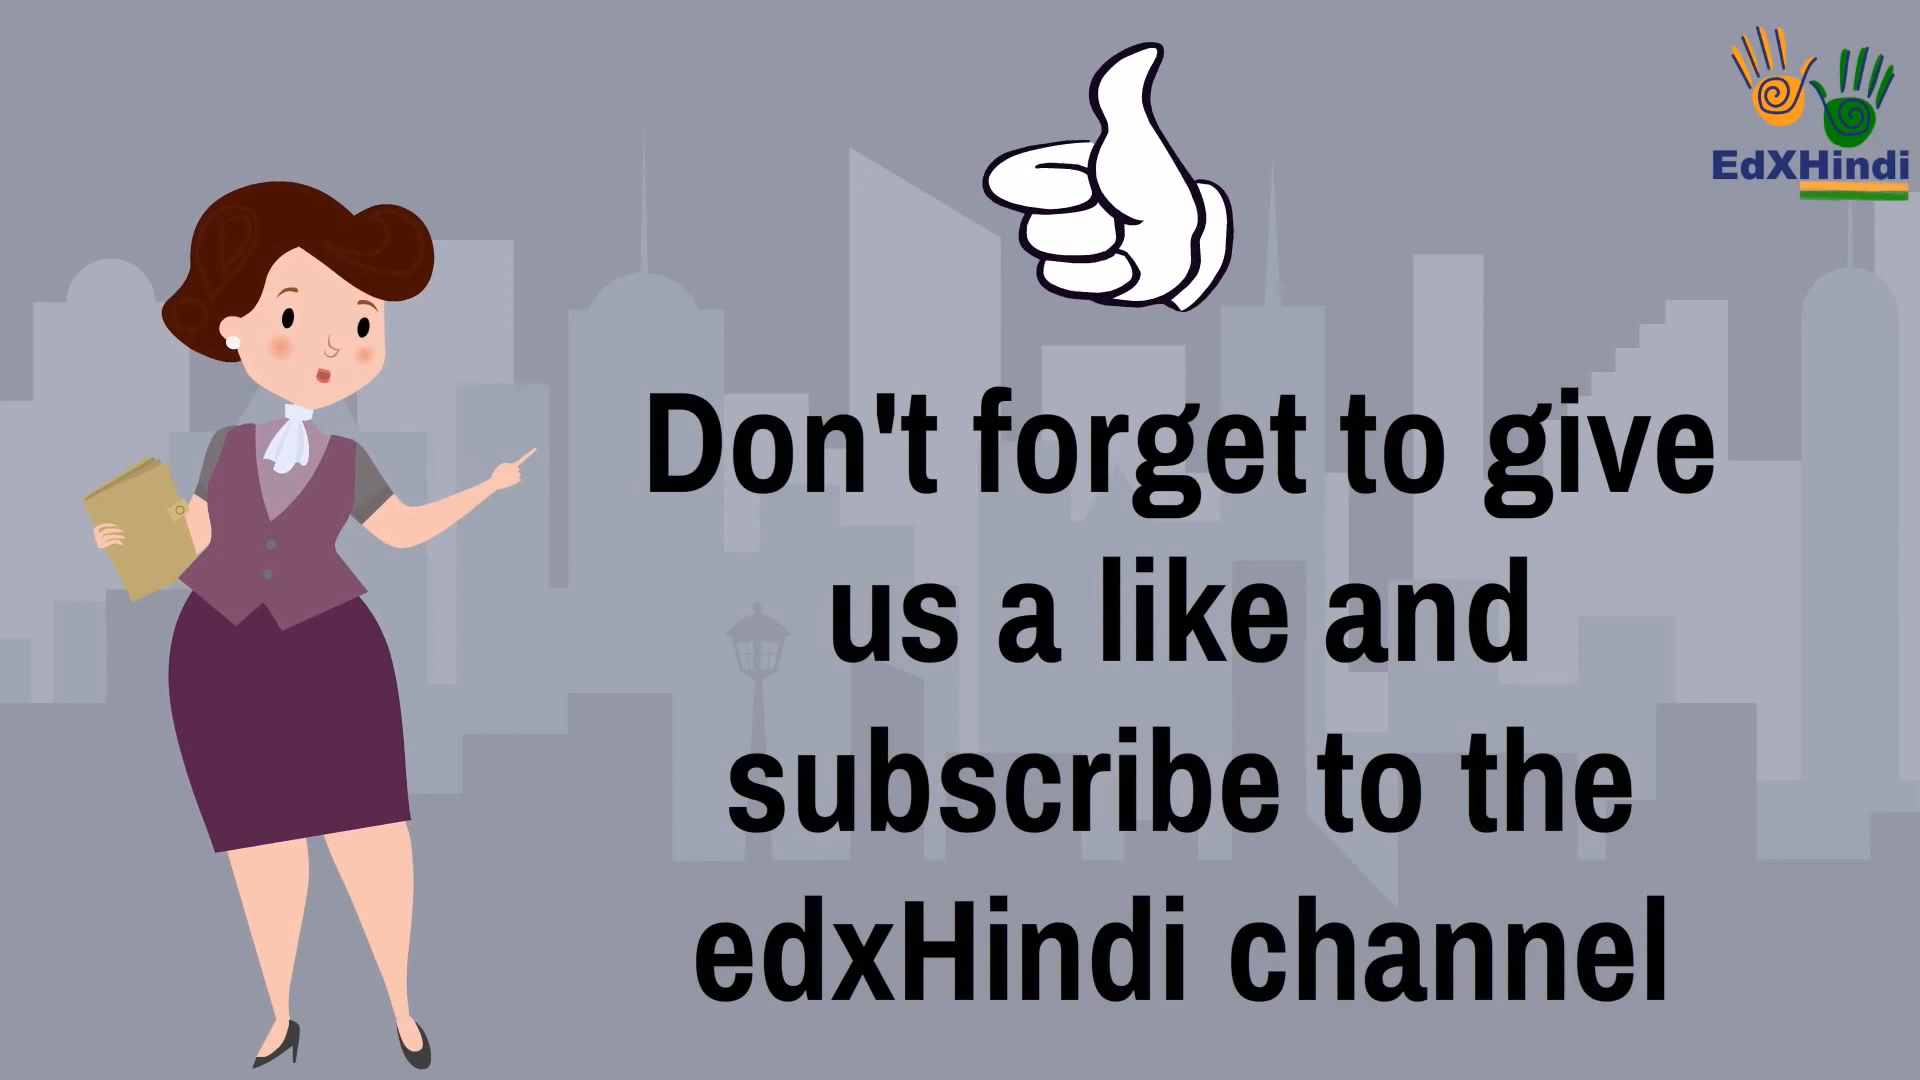 EdXHindi
Don't forget to give
us a like and
subscribe to the
edxHindi channel